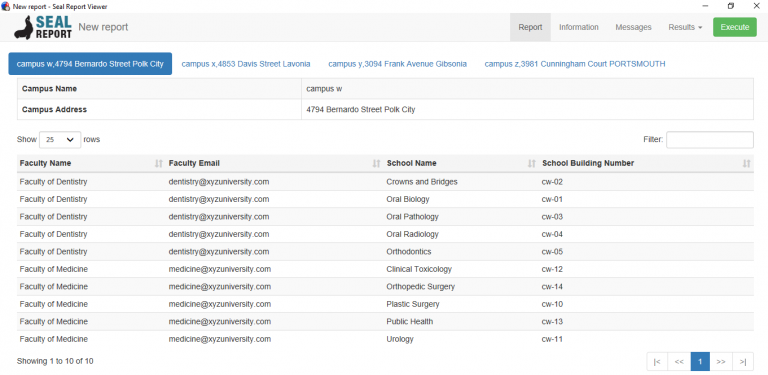 New report - Seal Report Viewer
SEAL REPORT New report Report Information Messages Results Execute
campus w,4794 Bernardo Street Polk City campus x,4853 Davis Street Lavonia campus y,3094 Frank Avenue Gibsonia campus z,3981 Cunningham Court PORTSMOUTH
Campus Name campus w
Campus Address 4794 Bernardo Street Polk City
Show 25 rows Filter:
Faculty Name Faculty Email School Name School Building Number
Faculty of Dentistry dentistry@xyzuniversity.com Crowns and Bridges cw-02
Faculty of Dentistry dentistry@xyzuniversity.com Oral Biology cw-01
Faculty of Dentistry dentistry@xyzuniversity.com Oral Pathology cw-03
Faculty of Dentistry dentistry@xyzuniversity.com Oral Radiology cw-04
Faculty of Dentistry dentistry@xyzuniversity.com Orthodontics cw-05
Faculty of Medicine medicine@xyzuniversity.com Clinical Toxicology cw-12
Faculty of Medicine medicine@xyzuniversity.com Orthopedic Surgery cw-14
Faculty of Medicine medicine@xyzuniversity.com Plastic Surgery cw-10
Faculty of Medicine medicine@xyzuniversity.com Public Health cw-13
Faculty of Medicine medicine@xyzuniversity.com Urology cw-11
Showing 1 to 10 of 10 |< << 1 >> >|